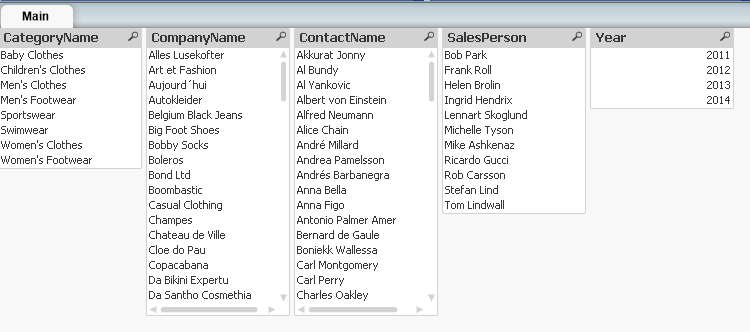 Main
CategoryName
Baby Clothes
Children's Clothes
Men's Clothes
Men's Footwear
Sportswear
Swimwear
Women's Clothes
Women's Footwear
CompanyName
Alles Lusekofter
Art et Fashion
Aujourd´hui
Autokleider
Belgium Black Jeans
Big Foot Shoes
Bobby Socks
Boleros
Bond Ltd
Boombastic
Casual Clothing
Champes
Chateau de Ville
Cloe do Pau
Copacabana
Da Bikini Expertu
Da Santho Cosmethia
ContactName
Akkurat Jonny
Al Bundy
Al Yankovic
Albert von Einstein
Alfred Neumann
Alice Chain
André Millard
Andrea Pamelsson
Andrés Barbanegra
Anna Bella
Anna Figo
Antonio Palmer Amer
Bernard de Gaule
Boniekk Wallessa
Carl Montgomery
Carl Perry
Charles Oakley
SalesPerson
Bob Park
Frank Roll
Helen Brolin
Ingrid Hendrix
Lennart Skoglund
Michelle Tyson
Mike Ashkenaz
Ricardo Gucci
Rob Carsson
Stefan Lind
Tom Lindwall
Year
2011
2012
2013
2014